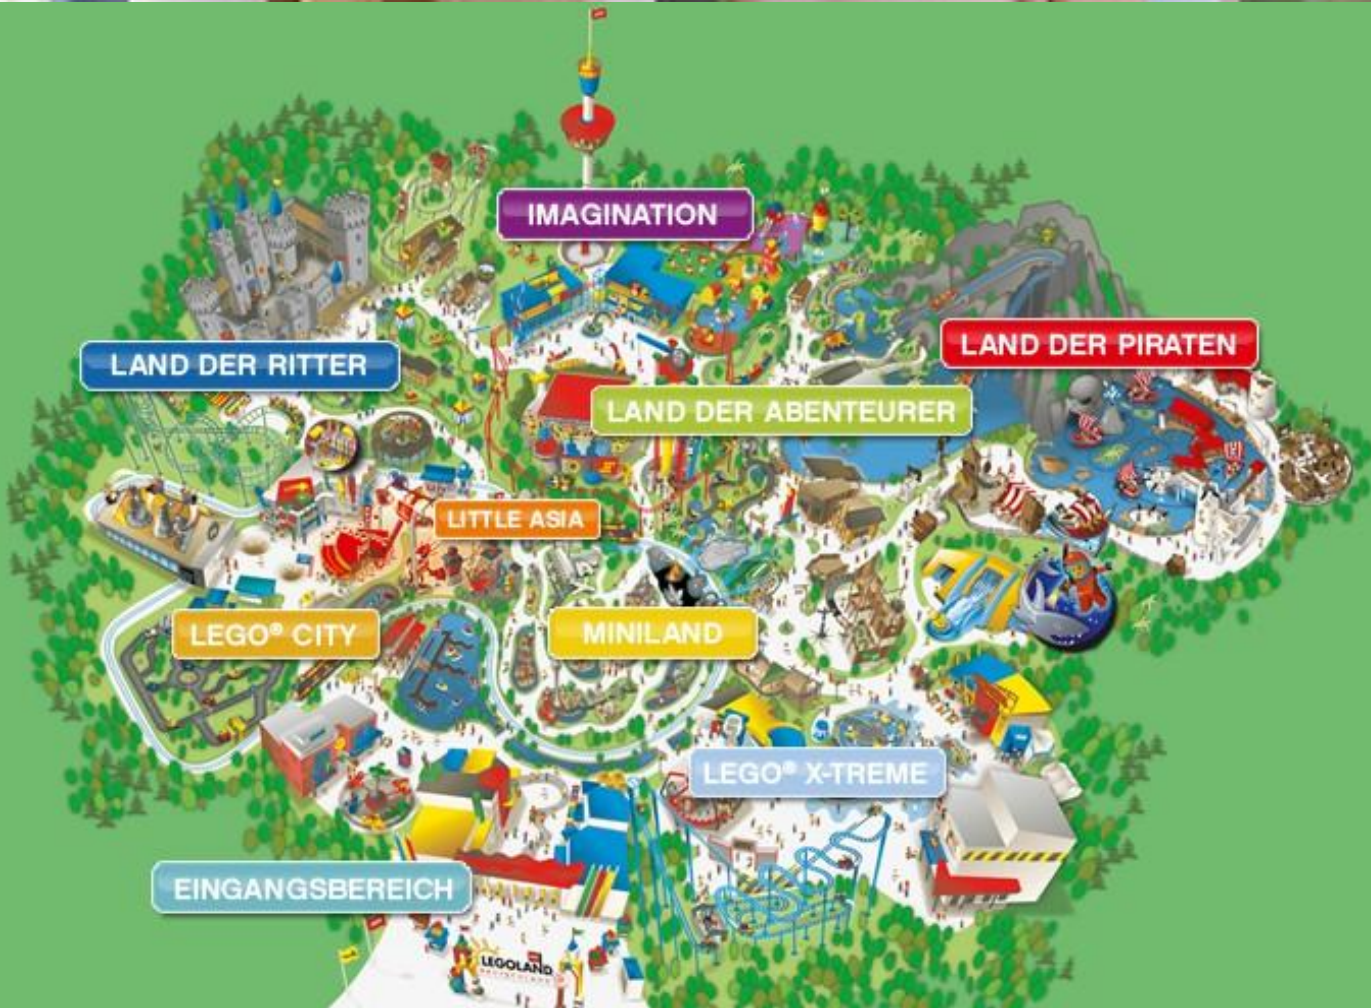 IMAGINATION
LAND DER PIRATEN
LAND DER RITTER
LAND DER ABENTEURER
LITTLE ASIA
LEGO® CITY
MINILAND
LEGO® X-TREME
EINGANGSBEREICH
LEGOLAND